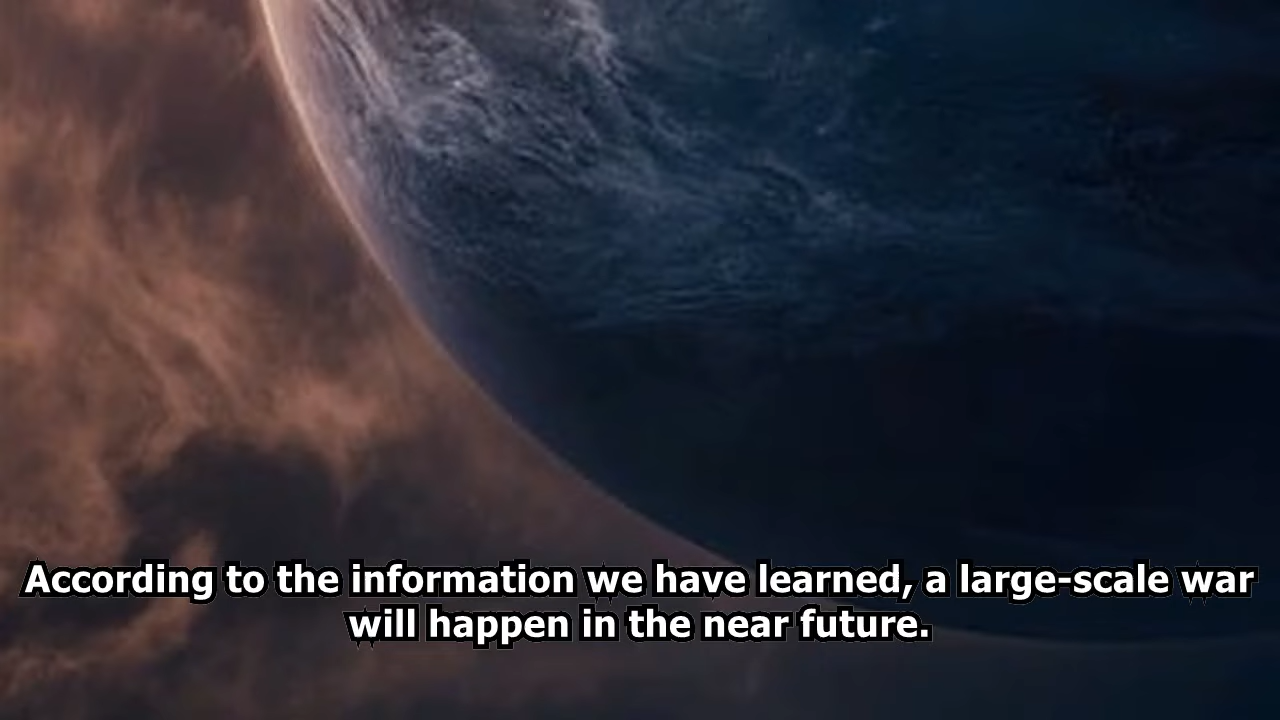 According to the information we have learned, a large-scale war
will happen in the near future.